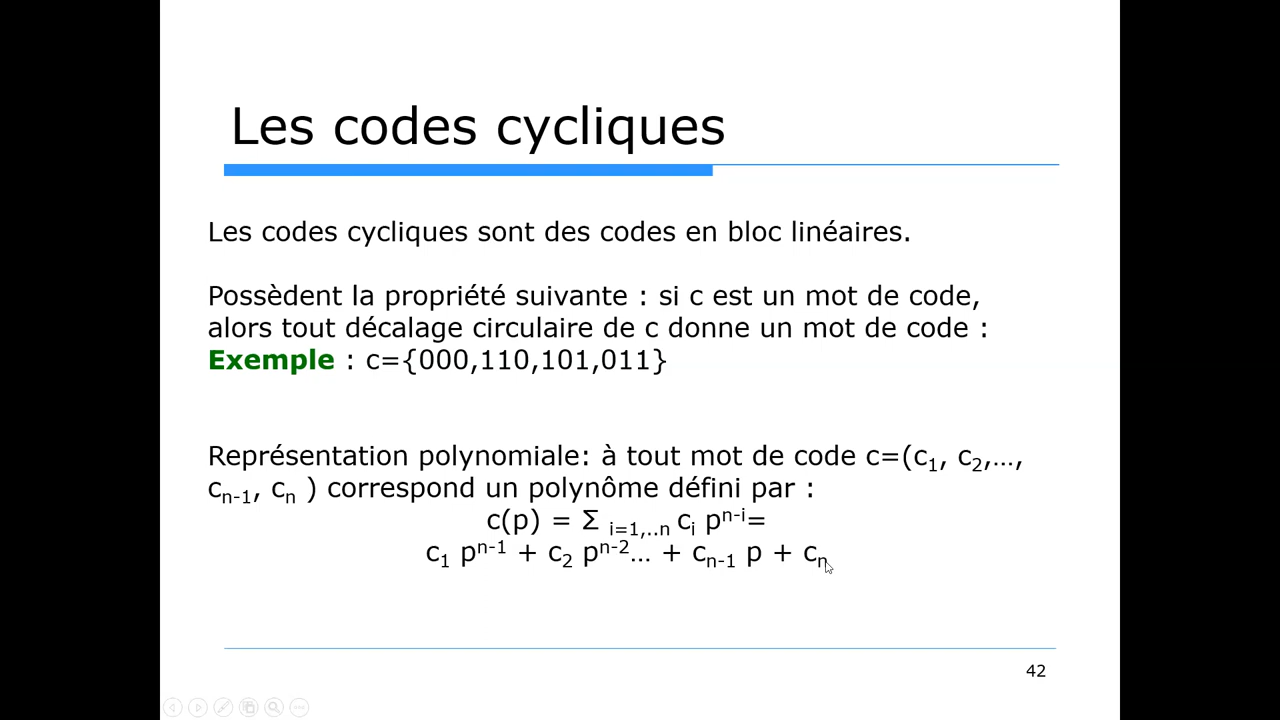 Les codes cycliques
Les codes cycliques sont des codes en bloc linéaires.
Possèdent la propriété suivante : si c est un mot de code,
alors tout décalage circulaire de c donne un mot de code :
Exemple : c={000,110,101,011}
Représentation polynomiale: à tout mot de code c=(c₁, c₂,…,
cₙ₋₁, cₙ ) correspond un polynôme défini par :
c(p) = Σ ᵢ₌₁,..ₙ cᵢ pⁿ⁻ⁱ=
c₁ pⁿ⁻¹ + c₂ pⁿ⁻²… + cₙ₋₁ p + cₙ
42